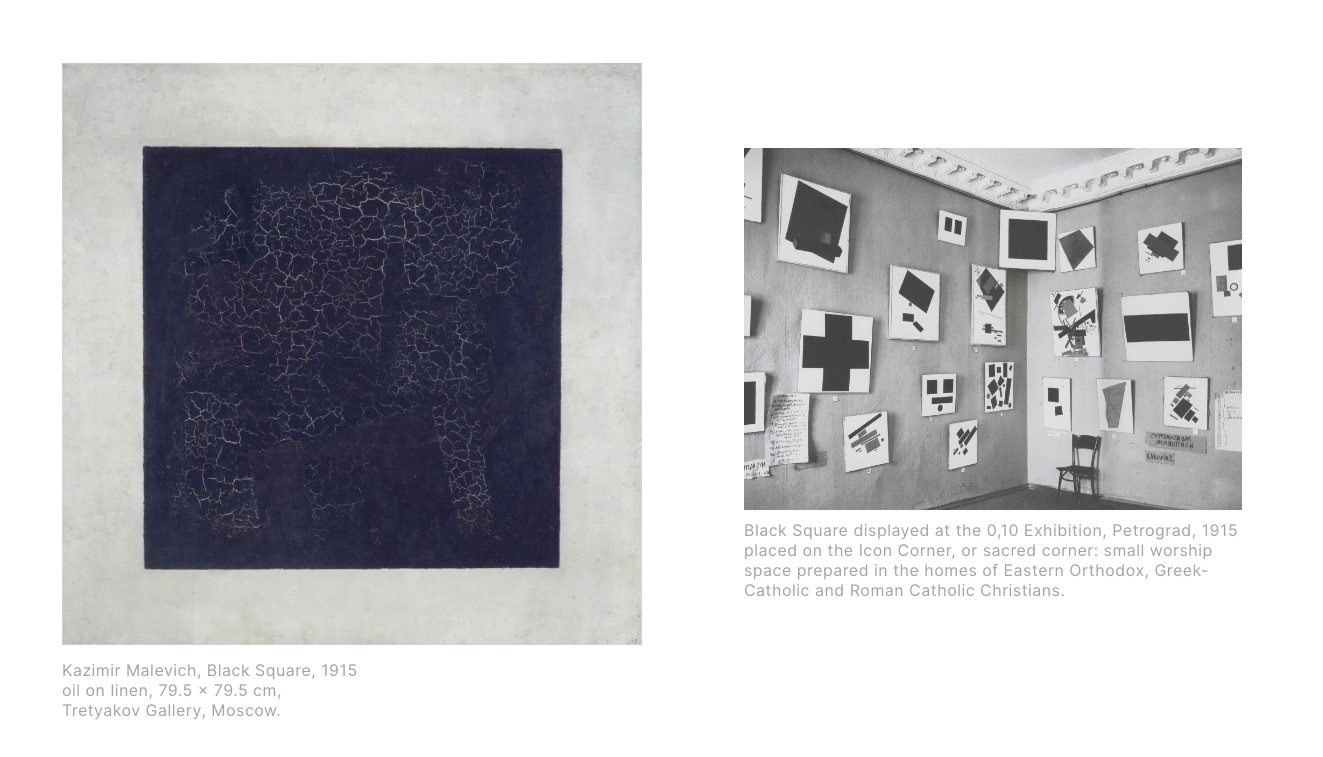 Kazimir Malevich, Black Square, 1915
oil on linen, 79.5 × 79.5 cm,
Tretyakov Gallery, Moscow.
СУПРЕМАТИЗМ
ЖИВОПИСИ
Black Square displayed at the 0,10 Exhibition, Petrograd, 1915
placed on the Icon Corner, or sacred corner: small worship
space prepared in the homes of Eastern Orthodox, Greek-
Catholic and Roman Catholic Christians.